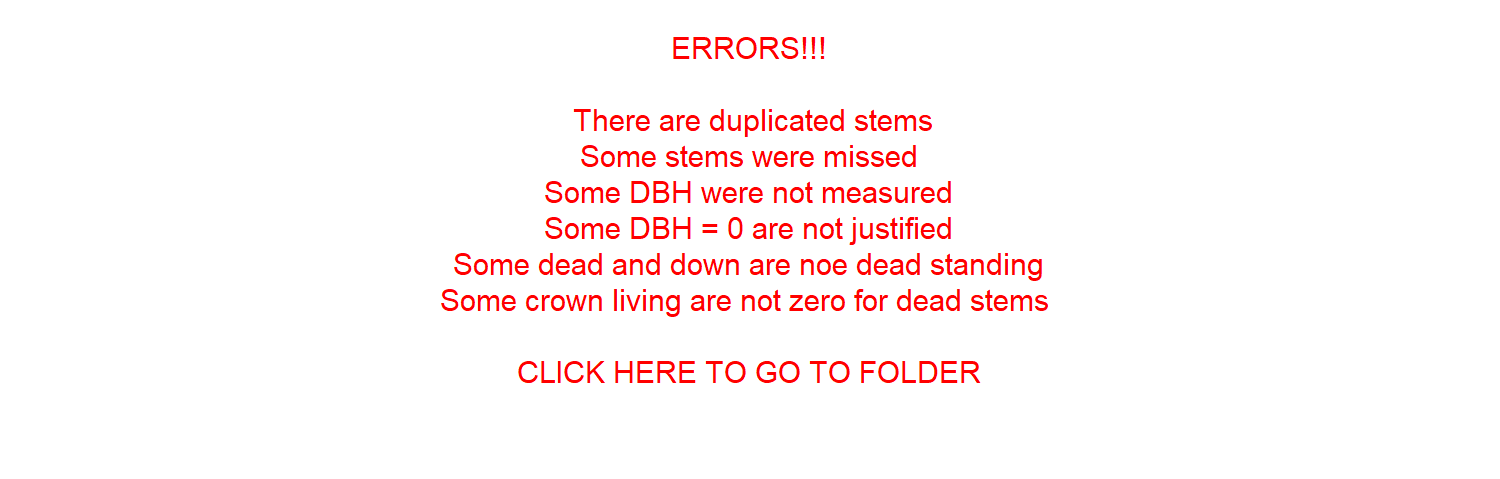 ERRORS!!!
There are duplicated stems
Some stems were missed
Some DBH were not measured
Some DBH = 0 are not justified
Some dead and down are noe dead standing
Some crown living are not zero for dead stems
CLICK HERE TO GO TO FOLDER